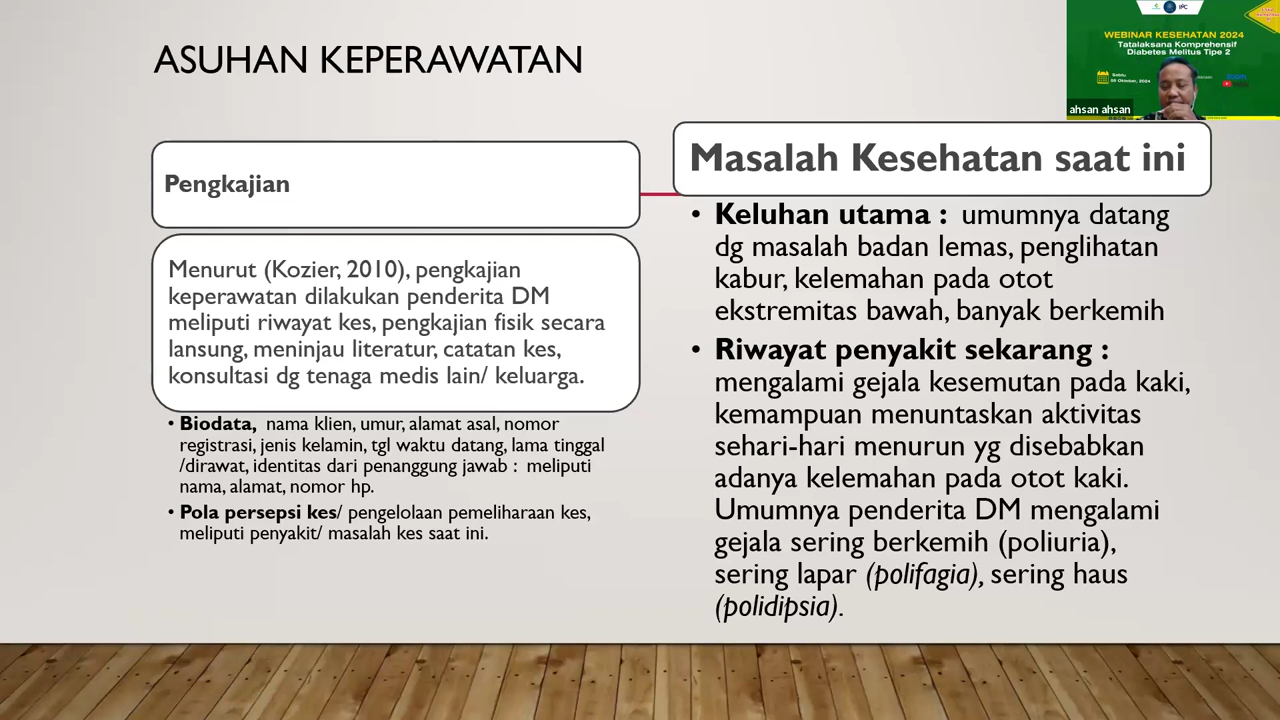 ASUHAN KEPERAWATAN
Pengkajian
Menurut (Kozier, 2010), pengkajian
keperawatan dilakukan penderita DM
meliputi riwayat kes, pengkajian fisik secara
lansung, meninjau literatur, catatan kes,
konsultasi dg tenaga medis lain/ keluarga.
• Biodata, nama klien, umur, alamat asal, nomor
registrasi, jenis kelamin, tgl waktu datang, lama tinggal
/dirawat, identitas dari penanggung jawab : meliputi
nama, alamat, nomor hp.
• Pola persepsi kes/ pengelolaan pemeliharaan kes,
meliputi penyakit/ masalah kes saat ini.
Masalah Kesehatan saat ini
• Keluhan utama : umumnya datang
dg masalah badan lemas, penglihatan
kabur, kelemahan pada otot
ekstremitas bawah, banyak berkemih
• Riwayat penyakit sekarang :
mengalami gejala kesemutan pada kaki,
kemampuan menuntaskan aktivitas
sehari-hari menurun yg disebabkan
adanya kelemahan pada otot kaki.
Umumnya penderita DM mengalami
gejala sering berkemih (poliuria),
sering lapar (polifagia), sering haus
(polidipsia).
WEBINAR KESEHATAN 2024
Tatalaksana Komprehensif
Diabetes Melitus Tipe 2
Sabtu
ahsan ahsan